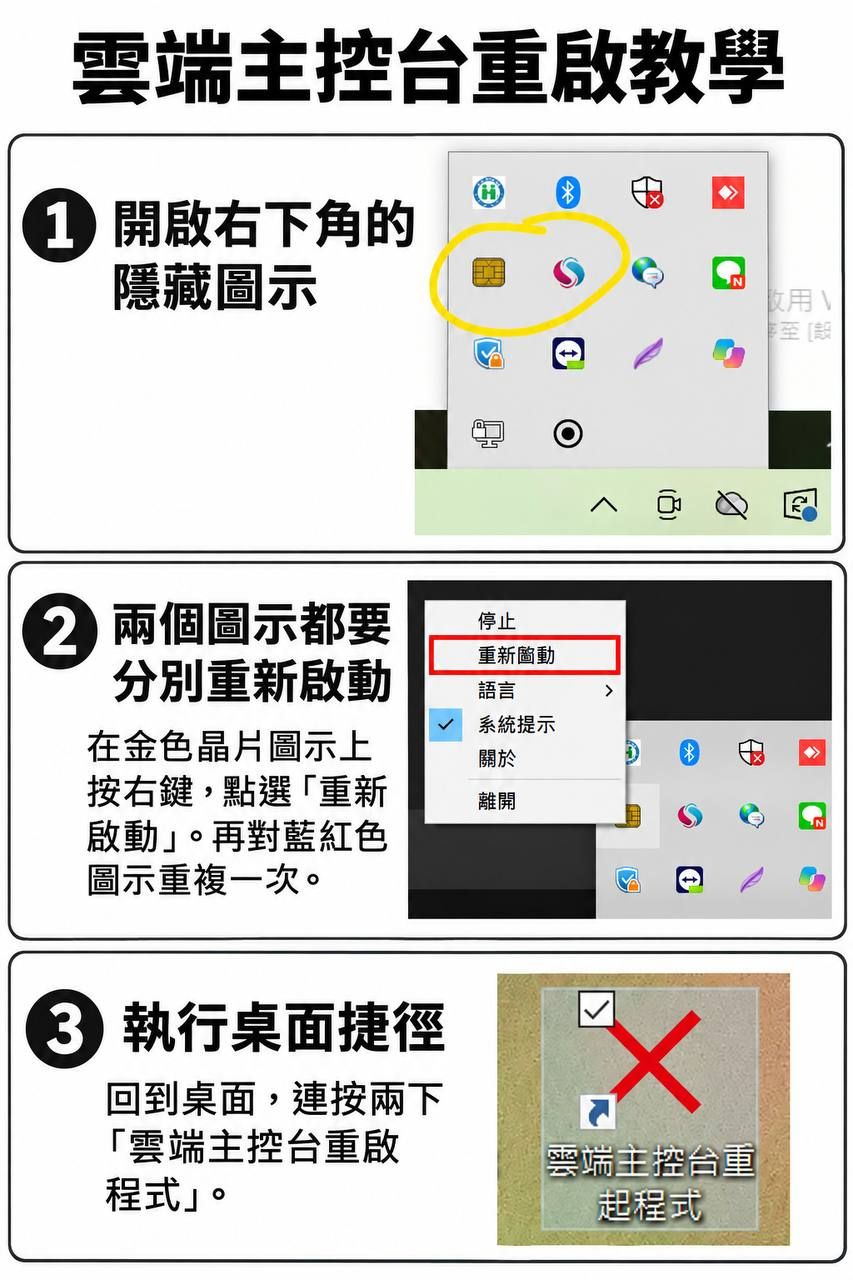 雲端主控台重啟教學
1 開啟右下角的
隱藏圖示
N
啟用 W
2 兩個圖示都要
分別重新啟動
在金色晶片圖示上
按右鍵，點選「重新
啟動」。再對藍紅色
圖示重複一次。
停止
重新啟動
語言
系統提示
關於
離開
N
3 執行桌面捷徑
回到桌面，連按兩下
「雲端主控台重啟
程式」。
雲端主控台重
起程式